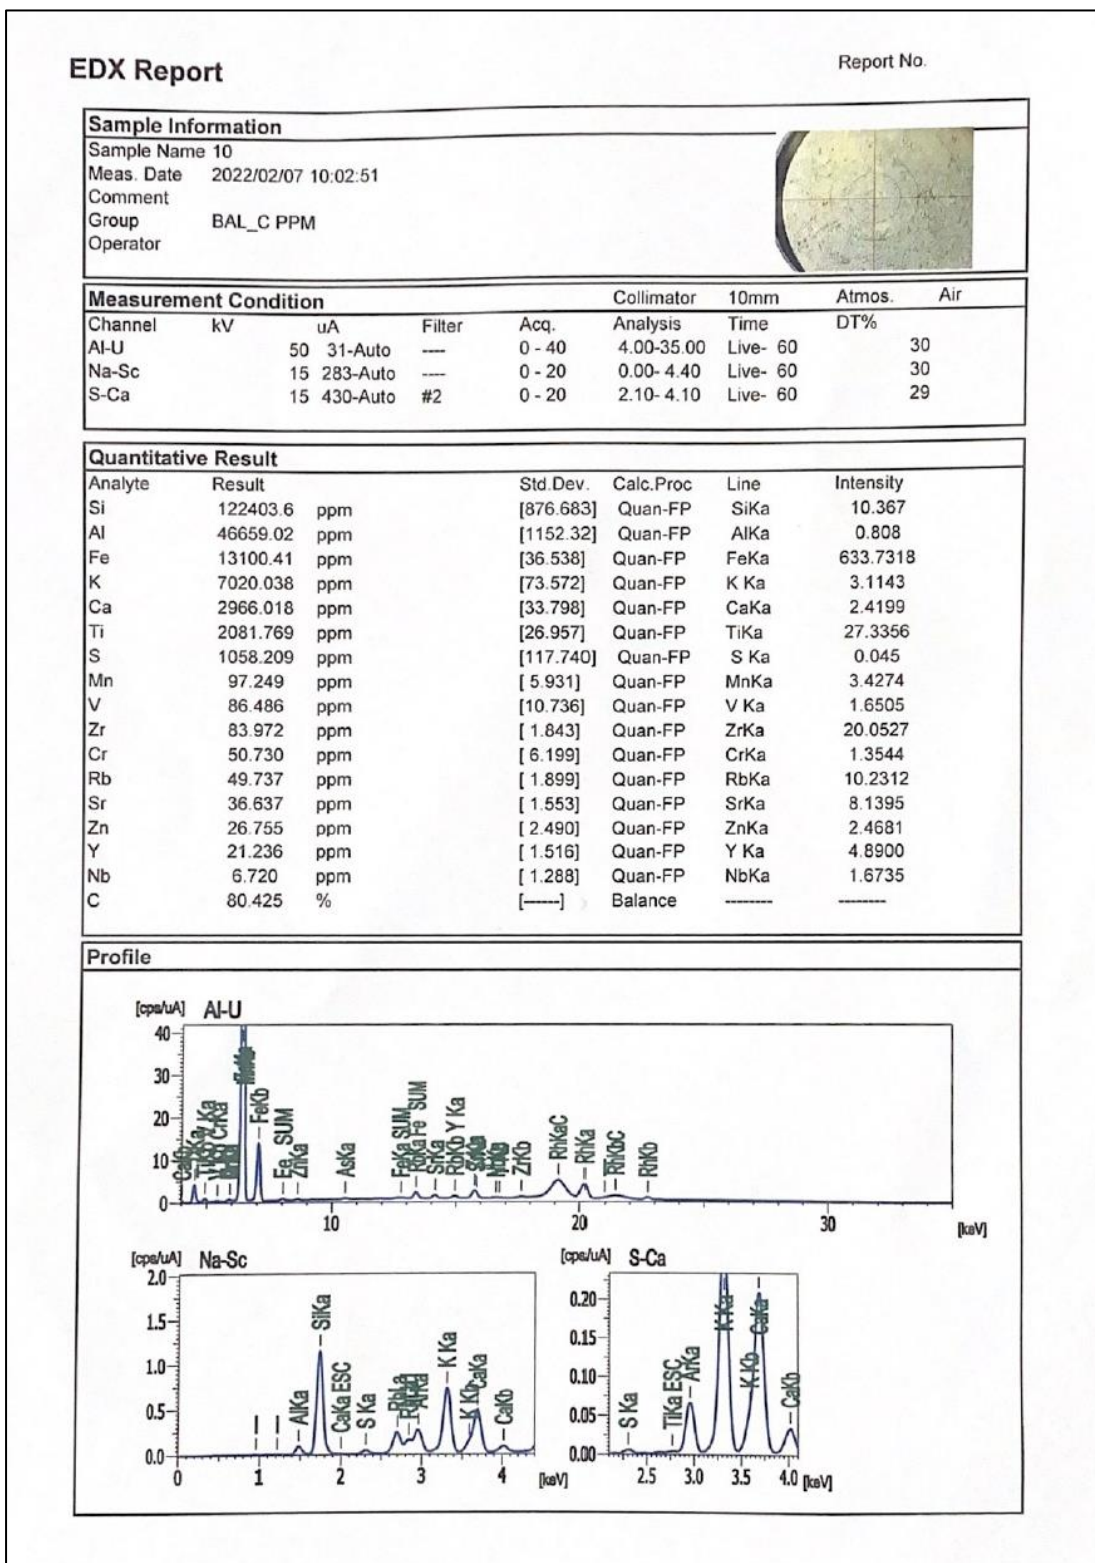 EDX Report
Report No.
Sample Information
Sample Name 10
Meas. Date 2022/02/07 10:02:51
Comment
Group BAL_C PPM
Operator
Measurement Condition Collimator 10mm Atmos. Air
Channel kV uA Filter Acq. Analysis Time DT%
Al-U 50 31-Auto ---- 0 - 40 4.00-35.00 Live- 60 30
Na-Sc 15 283-Auto ---- 0 - 20 0.00- 4.40 Live- 60 30
S-Ca 15 430-Auto #2 0 - 20 2.10- 4.10 Live- 60 29
Quantitative Result
Analyte Result Std.Dev. Calc.Proc Line Intensity
Si 122403.6 ppm [876.683] Quan-FP SiKa 10.367
Al 46659.02 ppm [1152.32] Quan-FP AlKa 0.808
Fe 13100.41 ppm [36.538] Quan-FP FeKa 633.7318
K 7020.038 ppm [73.572] Quan-FP K Ka 3.1143
Ca 2966.018 ppm [33.798] Quan-FP CaKa 2.4199
Ti 2081.769 ppm [26.957] Quan-FP TiKa 27.3356
S 1058.209 ppm [117.740] Quan-FP S Ka 0.045
Mn 97.249 ppm [ 5.931] Quan-FP MnKa 3.4274
V 86.486 ppm [10.736] Quan-FP V Ka 1.6505
Zr 83.972 ppm [ 1.843] Quan-FP ZrKa 20.0527
Cr 50.730 ppm [ 6.199] Quan-FP CrKa 1.3544
Rb 49.737 ppm [ 1.899] Quan-FP RbKa 10.2312
Sr 36.637 ppm [ 1.553] Quan-FP SrKa 8.1395
Zn 26.755 ppm [ 2.490] Quan-FP ZnKa 2.4681
Y 21.236 ppm [ 1.516] Quan-FP Y Ka 4.8900
Nb 6.720 ppm [ 1.288] Quan-FP NbKa 1.6735
C 80.425 % [------] Balance -------- --------
Profile
[cps/uA] Al-U
40
30
20
10
0
CaKb
CrKa
FeKb
Fe SUM
ZnKa
AsKa
FeKa SUM
RbKa Fe SUM
SrKa
RbKb Y Ka
ZrKb
RhKaC
RhKa
RhKbC
RhKb
10 20 30 [keV]
[cps/uA] Na-Sc
2.0
1.5
1.0
0.5
0.0
AlKa
SiKa
CaKa ESC
S Ka
RhLa
ArKa
K Ka
K Kb
CaKa
CaKb
0 1 2 3 4 [keV]
[cps/uA] S-Ca
0.20
0.15
0.10
0.05
0.00
S Ka
TiKa ESC
ArKa
K Ka
K Kb
CaKa
CaKb
2.5 3.0 3.5 4.0 [keV]